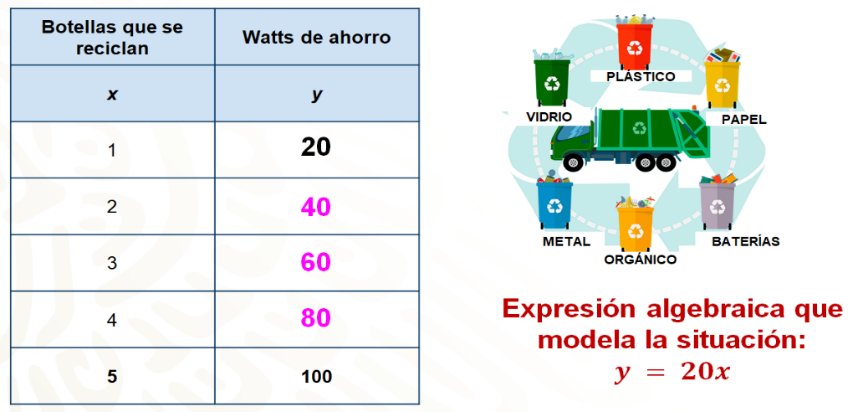 Botellas que se
reciclan
Watts de ahorro
x
y
1
20
2
40
3
60
4
80
5
100
PLÁSTICO
VIDRIO
PAPEL
METAL
BATERÍAS
ORGÁNICO
Expresión algebraica que
modela la situación:
y = 20x